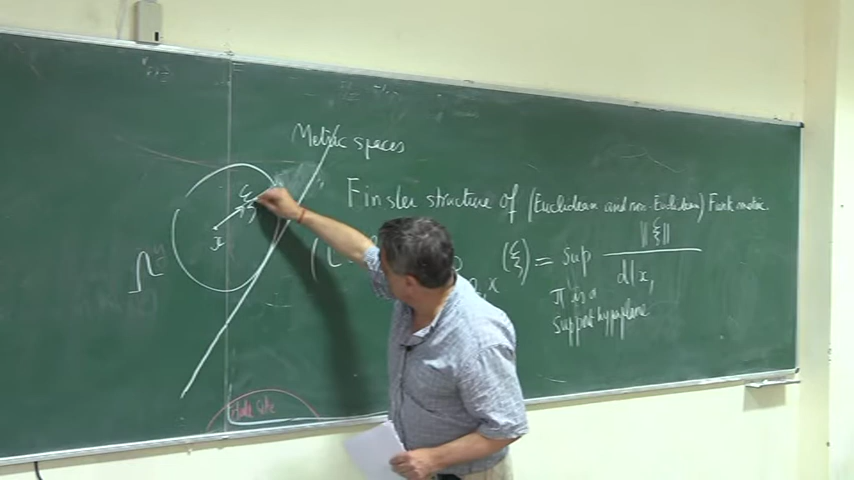 Metric spaces
Finsler structure of (Euclidean and non-Euclidean) Funk metric
ξ
x
Ω
(ξ) = Sup ‖ξ‖
d(x,
π is a
support hyperplane